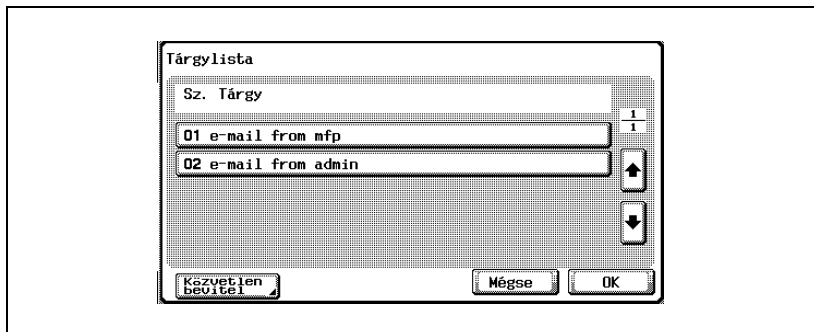 Tárgylista
Sz. Tárgy
1
1
01 e-mail from mfp
02 e-mail from admin
Közvetlen
bevitel
Mégse
OK